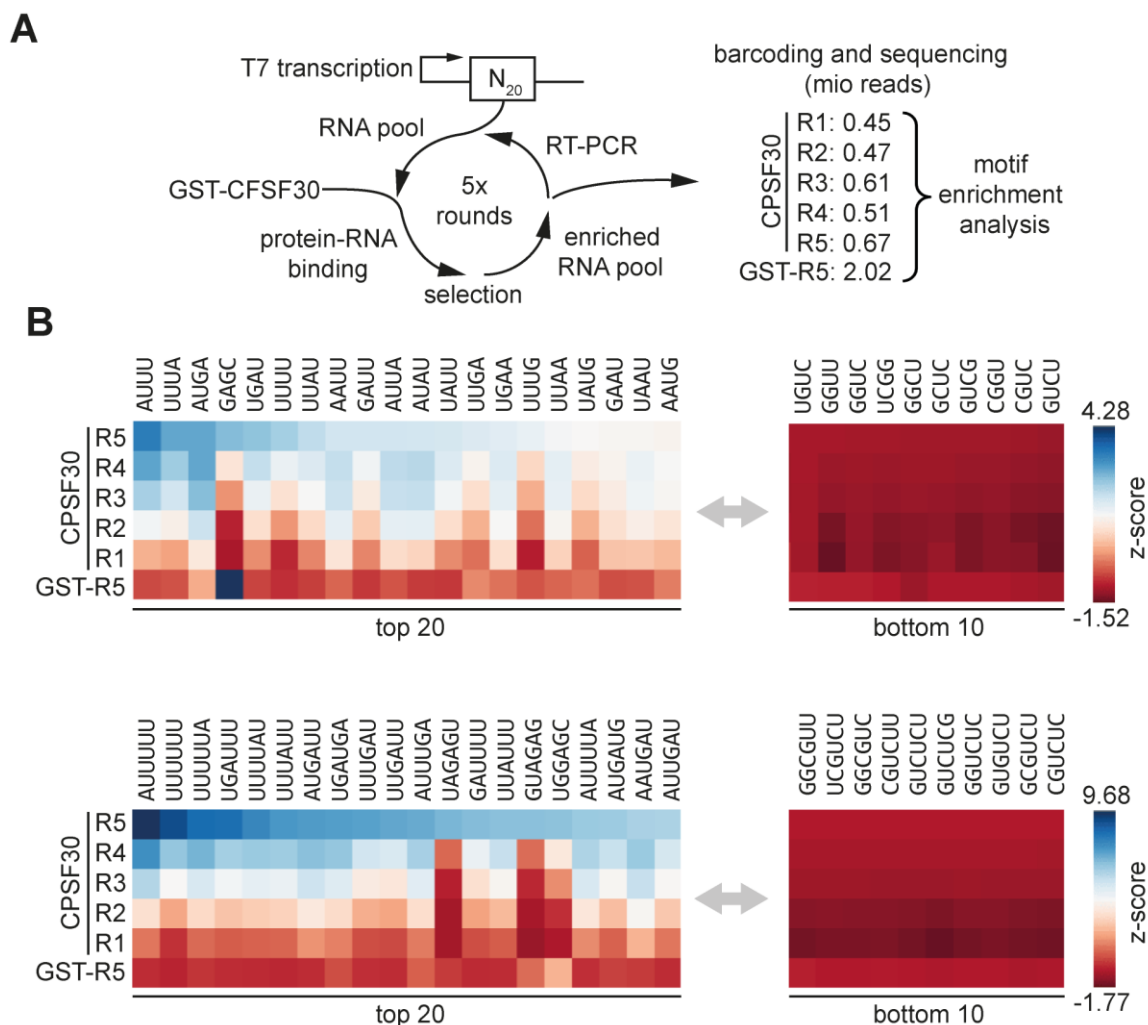 A
T7 transcription
N20
RNA pool
RT-PCR
GST-CFSF30
5x
rounds
protein-RNA
binding
selection
enriched
RNA pool
barcoding and sequencing
(mio reads)
CPSF30
R1: 0.45
R2: 0.47
R3: 0.61
R4: 0.51
R5: 0.67
GST-R5: 2.02
motif
enrichment
analysis
B
AUUU UUUA AUGA GAGC UGAU UUUU UUAU AAUU GAUU AUUA AUAU UAUU UUGA UGAA UUUG UUAA UAUG GAAU UAAU AAUG
UGUC GGUU GGUC UCGG GGCU GCUC GUCG CGGU CGUC GUCU
CPSF30
R5
R4
R3
R2
R1
GST-R5
top 20
bottom 10
4.28
z-score
-1.52
AUUUUU UUUUUU UUUUUA UGAUUU UUUUAU UUUAUU AUGAUU UGAUGA UUUGAU UUGAUU AUUUGA UAGAGU GAUUUU UUAUUU GUAGAG UGGAGC AUUUUA UGAUG AAUGAU AUUGAU
GGCGUU UCGUCU GGCGUC CGUCUU GUCUCU GUCUCG GGUCUC GUGUCU GCGUCU CGUCUC
CPSF30
R5
R4
R3
R2
R1
GST-R5
top 20
bottom 10
9.68
z-score
-1.77